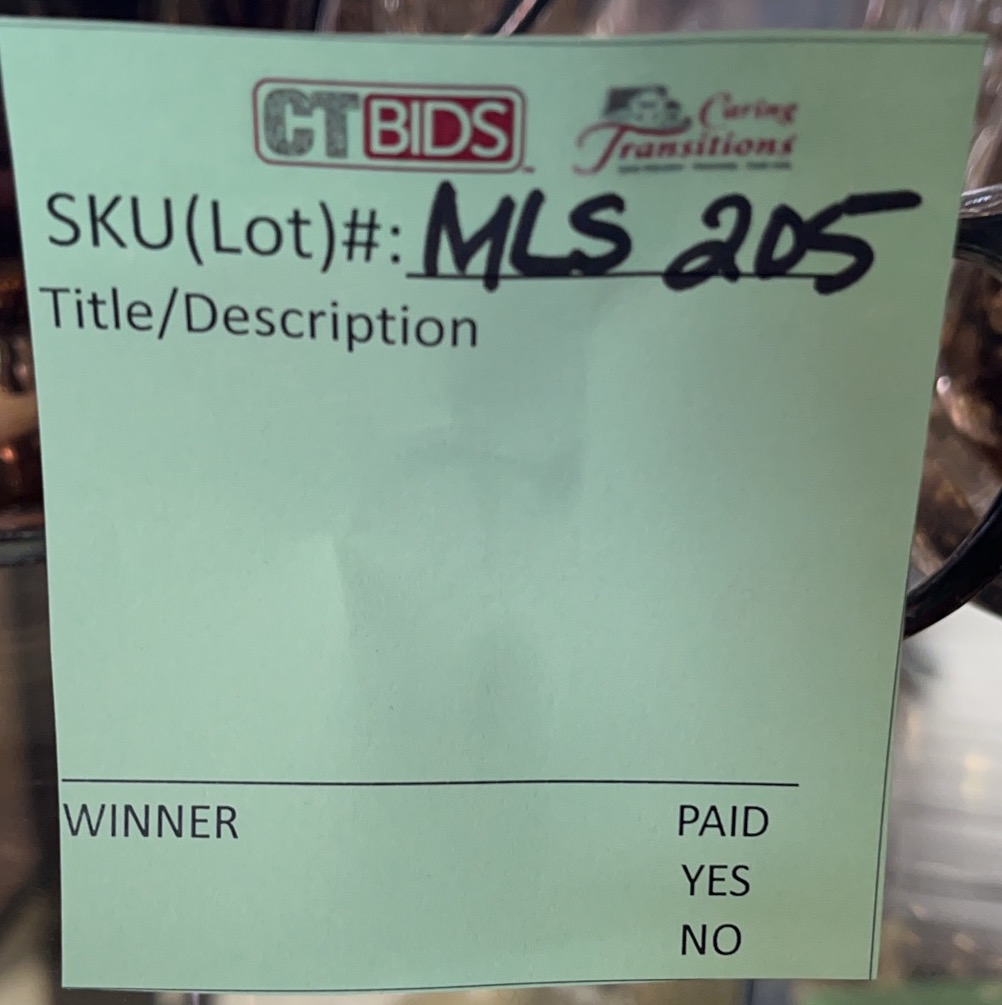 CTBIDS
Caring
Transitions
SKU(Lot)#: MLS 205
Title/Description
WINNER
PAID
YES
NO